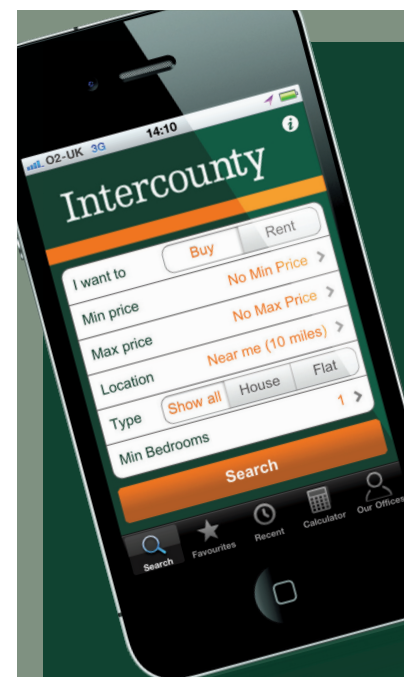 O2-UK 3G 14:10
Intercounty
I want to Buy Rent
Min price No Min Price
Max price No Max Price
Location Near me (10 miles)
Type Show all House Flat
Min Bedrooms 1
Search
Search Favourites Recent Calculator Our Offices